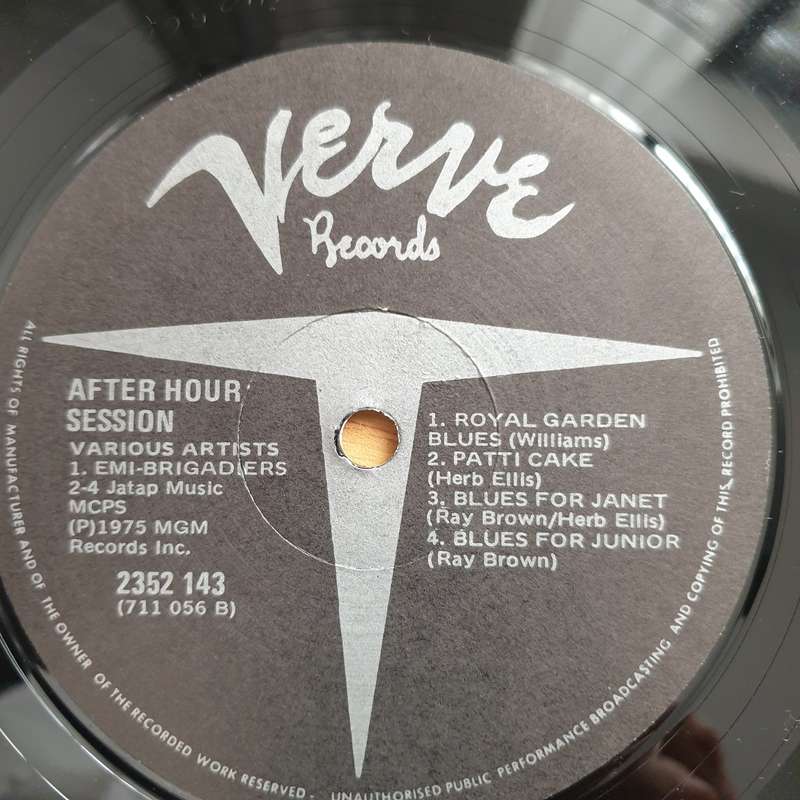 Verve
Records
AFTER HOUR
SESSION
VARIOUS ARTISTS
1. EMI-BRIGADIERS
2-4 Jatap Music
MCPS
(P)1975 MGM
Records Inc.
2352 143
(711 056 B)
1. ROYAL GARDEN
BLUES (Williams)
2. PATTI CAKE
(Herb Ellis)
3. BLUES FOR JANET
(Ray Brown/Herb Ellis)
4. BLUES FOR JUNIOR
(Ray Brown)
ALL RIGHTS OF MANUFACTURER AND OF THE OWNER OF THE RECORDED WORK RESERVED - UNAUTHORISED PUBLIC PERFORMANCE BROADCASTING AND COPYING OF THIS RECORD PROHIBITED